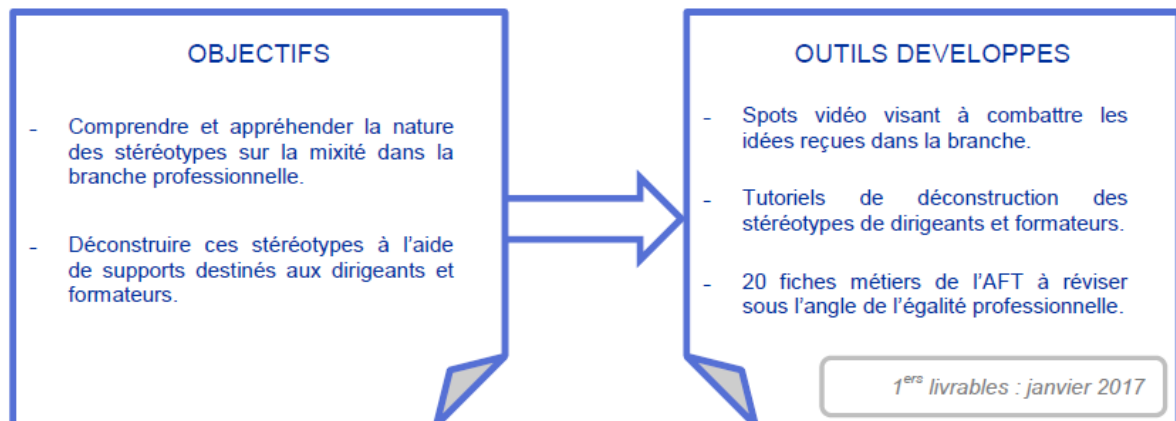 OBJECTIFS
- Comprendre et appréhender la nature
des stéréotypes sur la mixité dans la
branche professionnelle.
- Déconstruire ces stéréotypes à l'aide
de supports destinés aux dirigeants et
formateurs.
OUTILS DEVELOPPES
- Spots vidéo visant à combattre les
idées reçues dans la branche.
- Tutoriels de déconstruction des
stéréotypes de dirigeants et formateurs.
- 20 fiches métiers de l'AFT à réviser
sous l'angle de l'égalité professionnelle.
1ers livrables : janvier 2017